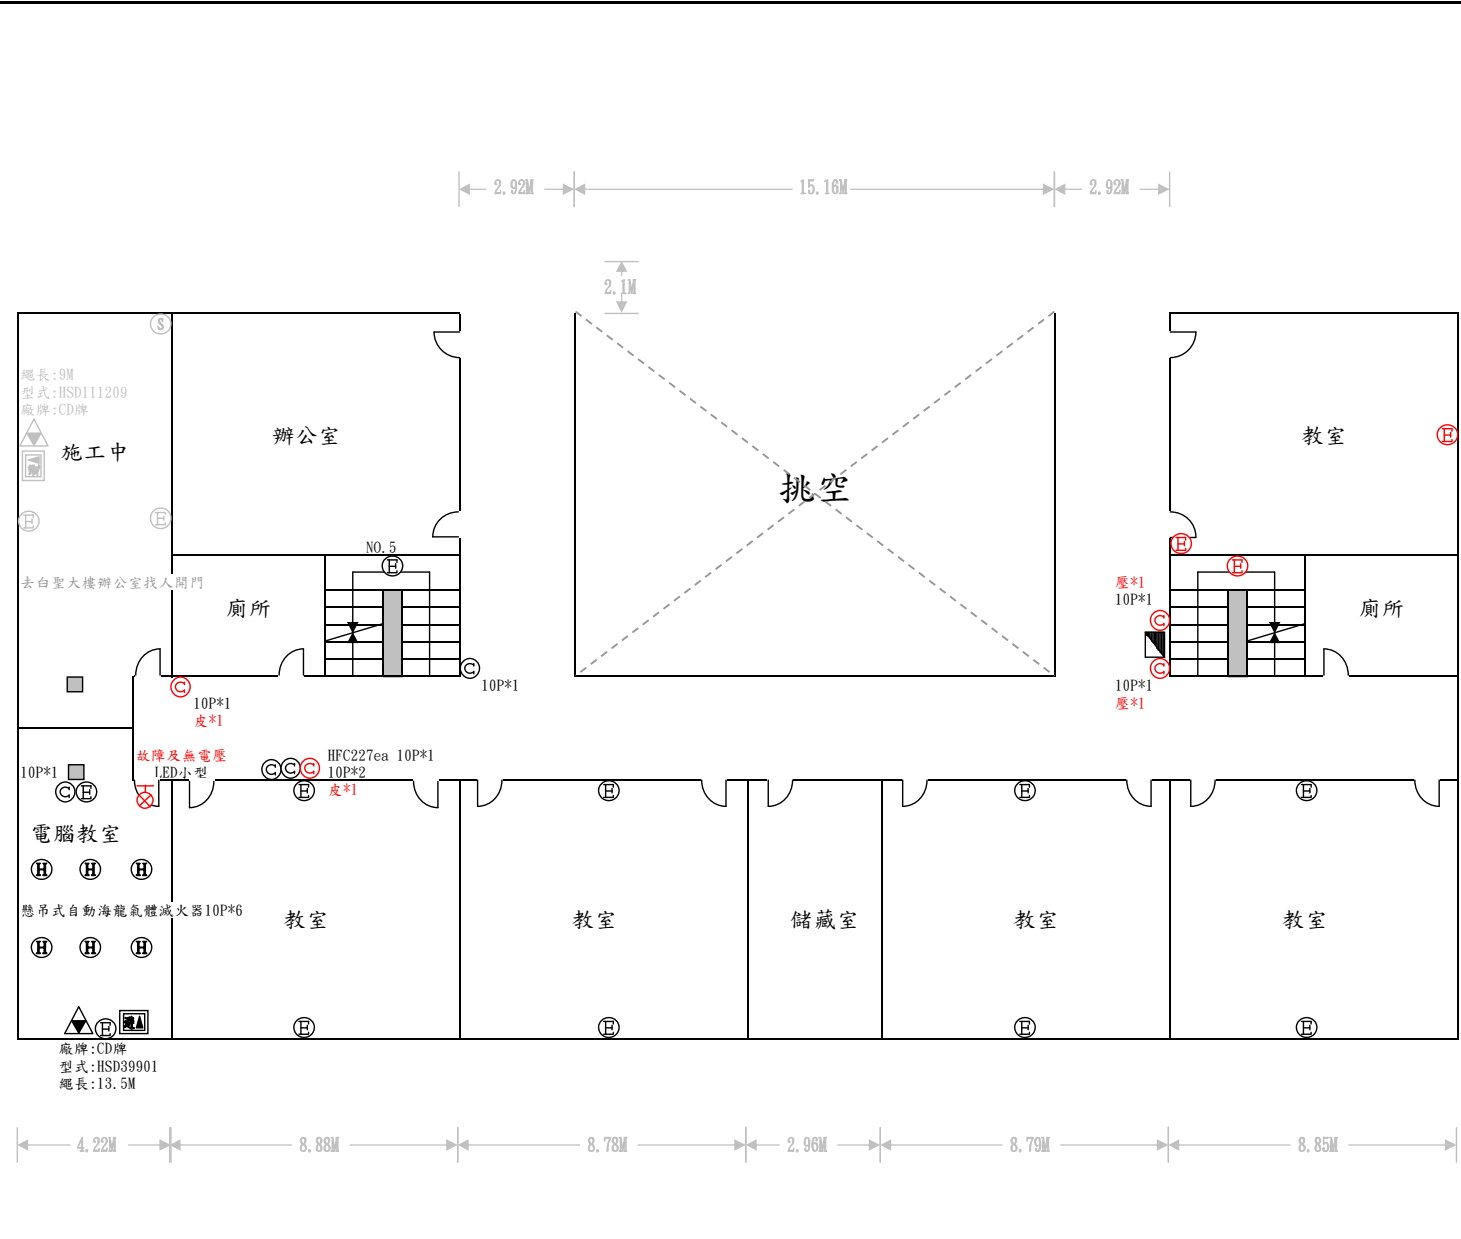 2.92M 15.16M 2.92M
2.1M
S
繩長:9M
型式:HSD111209
廠牌:CD牌
施工中
辦公室
挑空
教室
E
E
E
E
NO.5
E
E
去白聖大樓辦公室找人開門
廁所
壓*1
10P*1
C
廁所
C
10P*1
C
10P*1
壓*1
C
10P*1
皮*1
故障及無電壓
LED小型
10P*1
C E
C C C
HFC227ea 10P*1
10P*2
皮*1
E E E E
電腦教室
H H H
懸吊式自動海龍氣體滅火器10P*6
H H H
教室 教室 儲藏室 教室 教室
E
避
E E E E
廠牌:CD牌
型式:HSD39901
繩長:13.5M
4.22M 8.88M 8.78M 2.96M 8.79M 8.85M